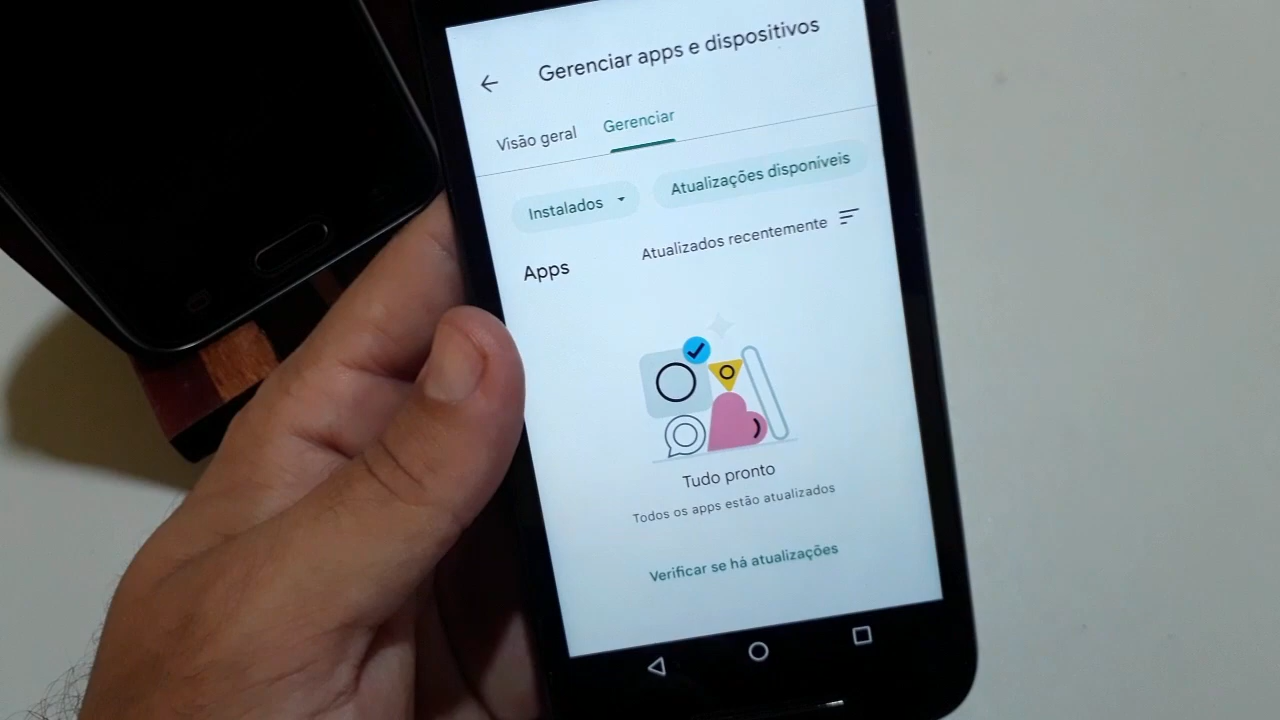 Gerenciar apps e dispositivos
Visão geral
Gerenciar
Instalados
Atualizações disponíveis
Atualizados recentemente
Apps
Tudo pronto
Todos os apps estão atualizados
Verificar se há atualizações